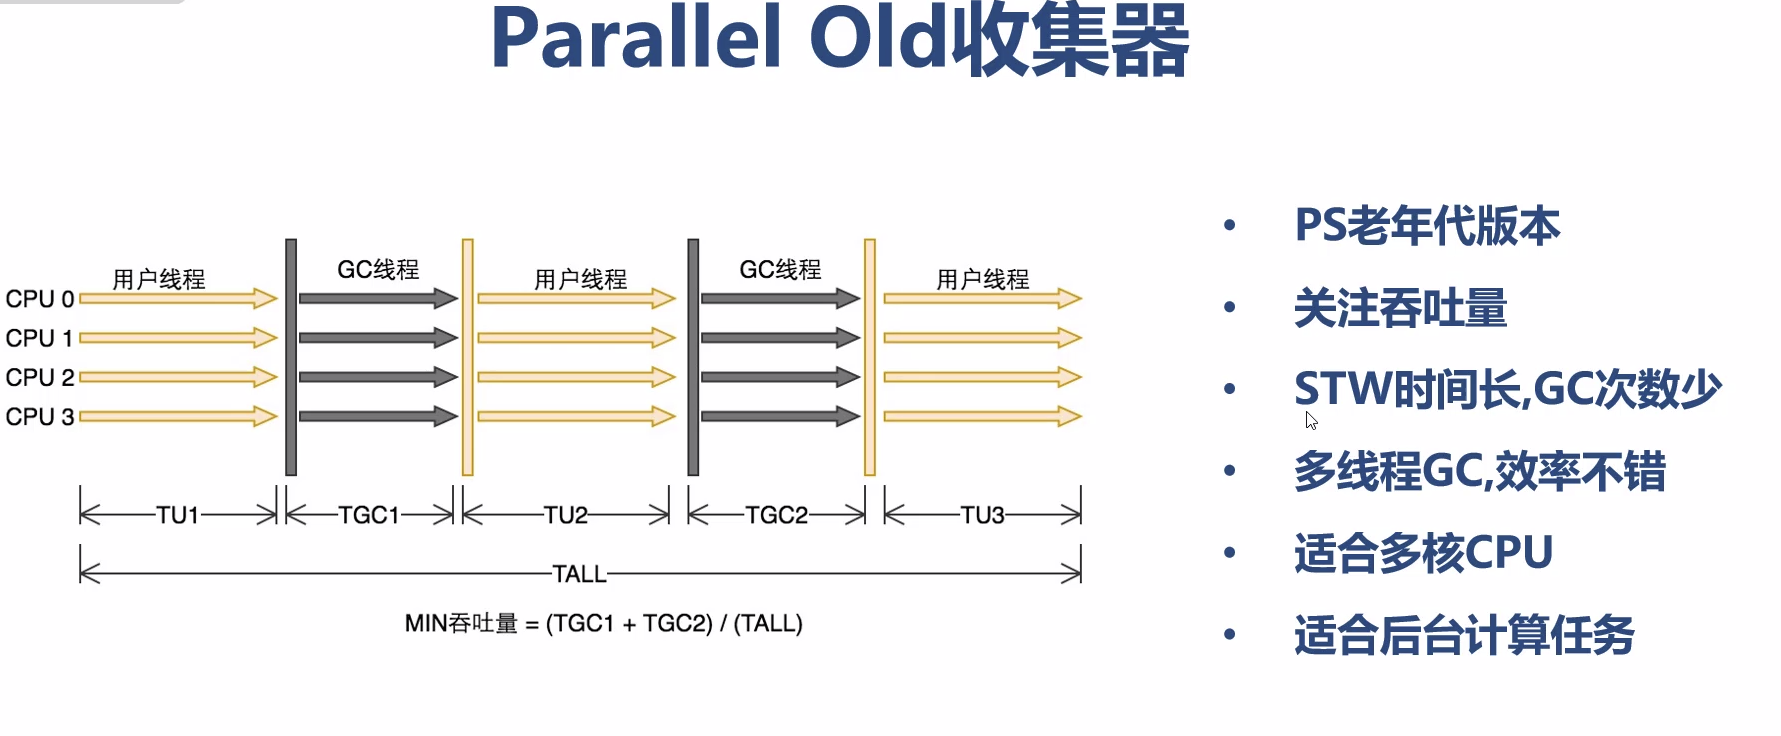 Parallel Old收集器
用户线程
GC线程
用户线程
GC线程
用户线程
CPU 0
CPU 1
CPU 2
CPU 3
TU1
TGC1
TU2
TGC2
TU3
TALL
MIN吞吐量 = (TGC1 + TGC2) / (TALL)
• PS老年代版本
• 关注吞吐量
• STW时间长,GC次数少
• 多线程GC,效率不错
• 适合多核CPU
• 适合后台计算任务